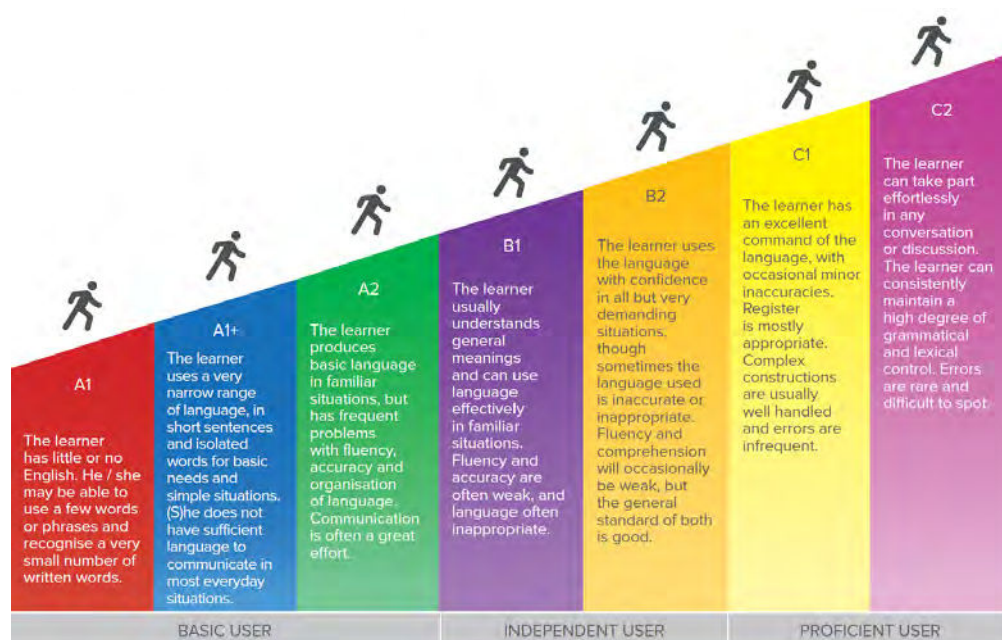 A1
The learner
has little or no
English. He / she
may be able to
use a few words
or phrases and
recognise a very
small number of
written words.
A1+
The learner
uses a very
narrow range
of language, in
short sentences
and isolated
words for basic
needs and
simple situations.
(S)he does not
have sufficient
language to
communicate in
most everyday
situations.
A2
The learner
produces
basic language
in familiar
situations, but
has frequent
problems
with fluency,
accuracy and
organisation
of language.
Communication
is often a great
effort.
B1
The learner
usually
understands
general
meanings
and can use
language
effectively
in familiar
situations.
Fluency and
accuracy are
often weak, and
language often
inappropriate.
B2
The learner uses
the language
with confidence
in all but very
demanding
situations.
though
sometimes the
language used
is inaccurate or
inappropriate.
Fluency and
comprehension
will occasionally
be weak, but
the general
standard of both
is good.
C1
The learner has
an excellent
command of the
language, with
occasional minor
inaccuracies.
Register
is mostly
appropriate.
Complex
constructions
are usually
well handled
and errors are
infrequent.
C2
The learner
can take part
effortlessly
in any
conversation
or discussion.
The learner can
consistently
maintain a
high degree of
grammatical
and lexical
control. Errors
are rare and
difficult to spot.
BASIC USER
INDEPENDENT USER
PROFICIENT USER